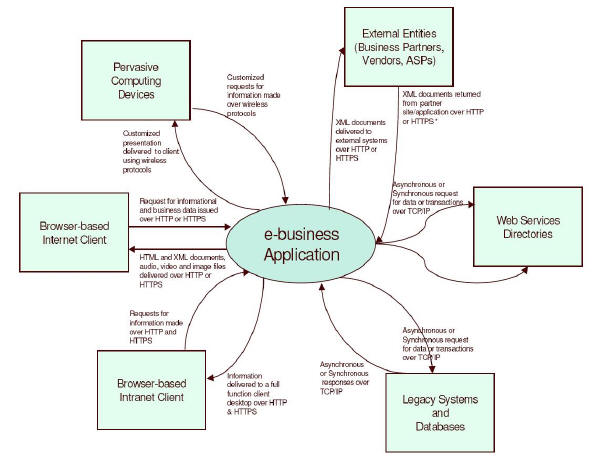 External Entities
(Business Partners,
Vendors, ASPs)
Pervasive
Computing
Devices
Customized
requests for
information made
over wireless
protocols
XML documents returned
from partner
site/application over HTTP
or HTTPS *
XML documents
delivered to
external systems
over HTTP or
HTTPS
Customized
presentation
delivered to client
using wireless
protocols
Asynchronous or
Synchronous request
for data or transactions
over TCP/IP
Request for informational
and business data issued
over HTTP or HTTPS
Browser-based
Internet Client
e-business
Application
Web Services
Directories
HTML and XML documents,
audio, video and image files
delivered over HTTP or
HTTPS
Requests for
information made
over HTTP and
HTTPS
Asynchronous or
Synchronous request
for data or transactions
over TCP/IP
Asynchronous
or Synchronous
responses over
TCP/IP
Browser-based
Intranet Client
Information
delivered to a full
function client
desktop over HTTP
& HTTPS
Legacy Systems
and
Databases